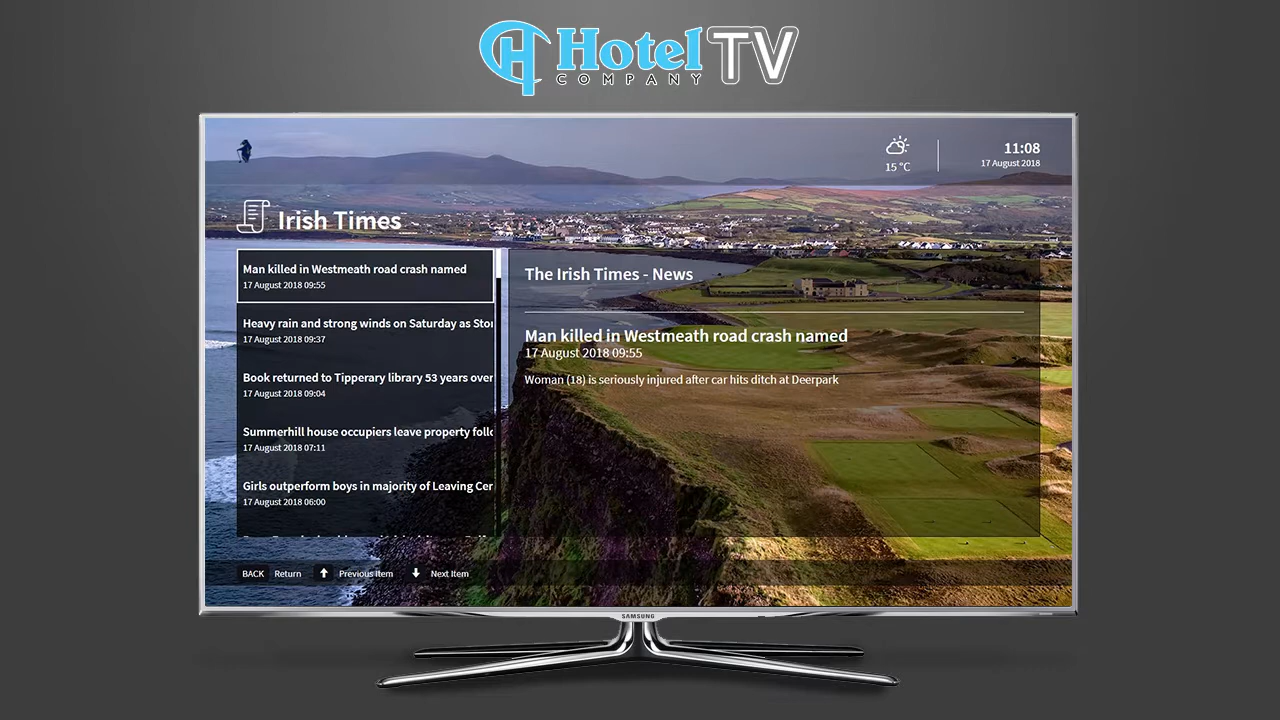 Hotel TV
COMPANY
15 °C
11:08
17 August 2018
Irish Times
Man killed in Westmeath road crash named
17 August 2018 09:55
Heavy rain and strong winds on Saturday as Sto
17 August 2018 09:37
Book returned to Tipperary library 53 years over
17 August 2018 09:04
Summerhill house occupiers leave property foll
17 August 2018 07:11
Girls outperform boys in majority of Leaving Cer
17 August 2018 06:00
The Irish Times - News
Man killed in Westmeath road crash named
17 August 2018 09:55
Woman (18) is seriously injured after car hits ditch at Deerpark
BACK Return Previous Item Next Item
SAMSUNG